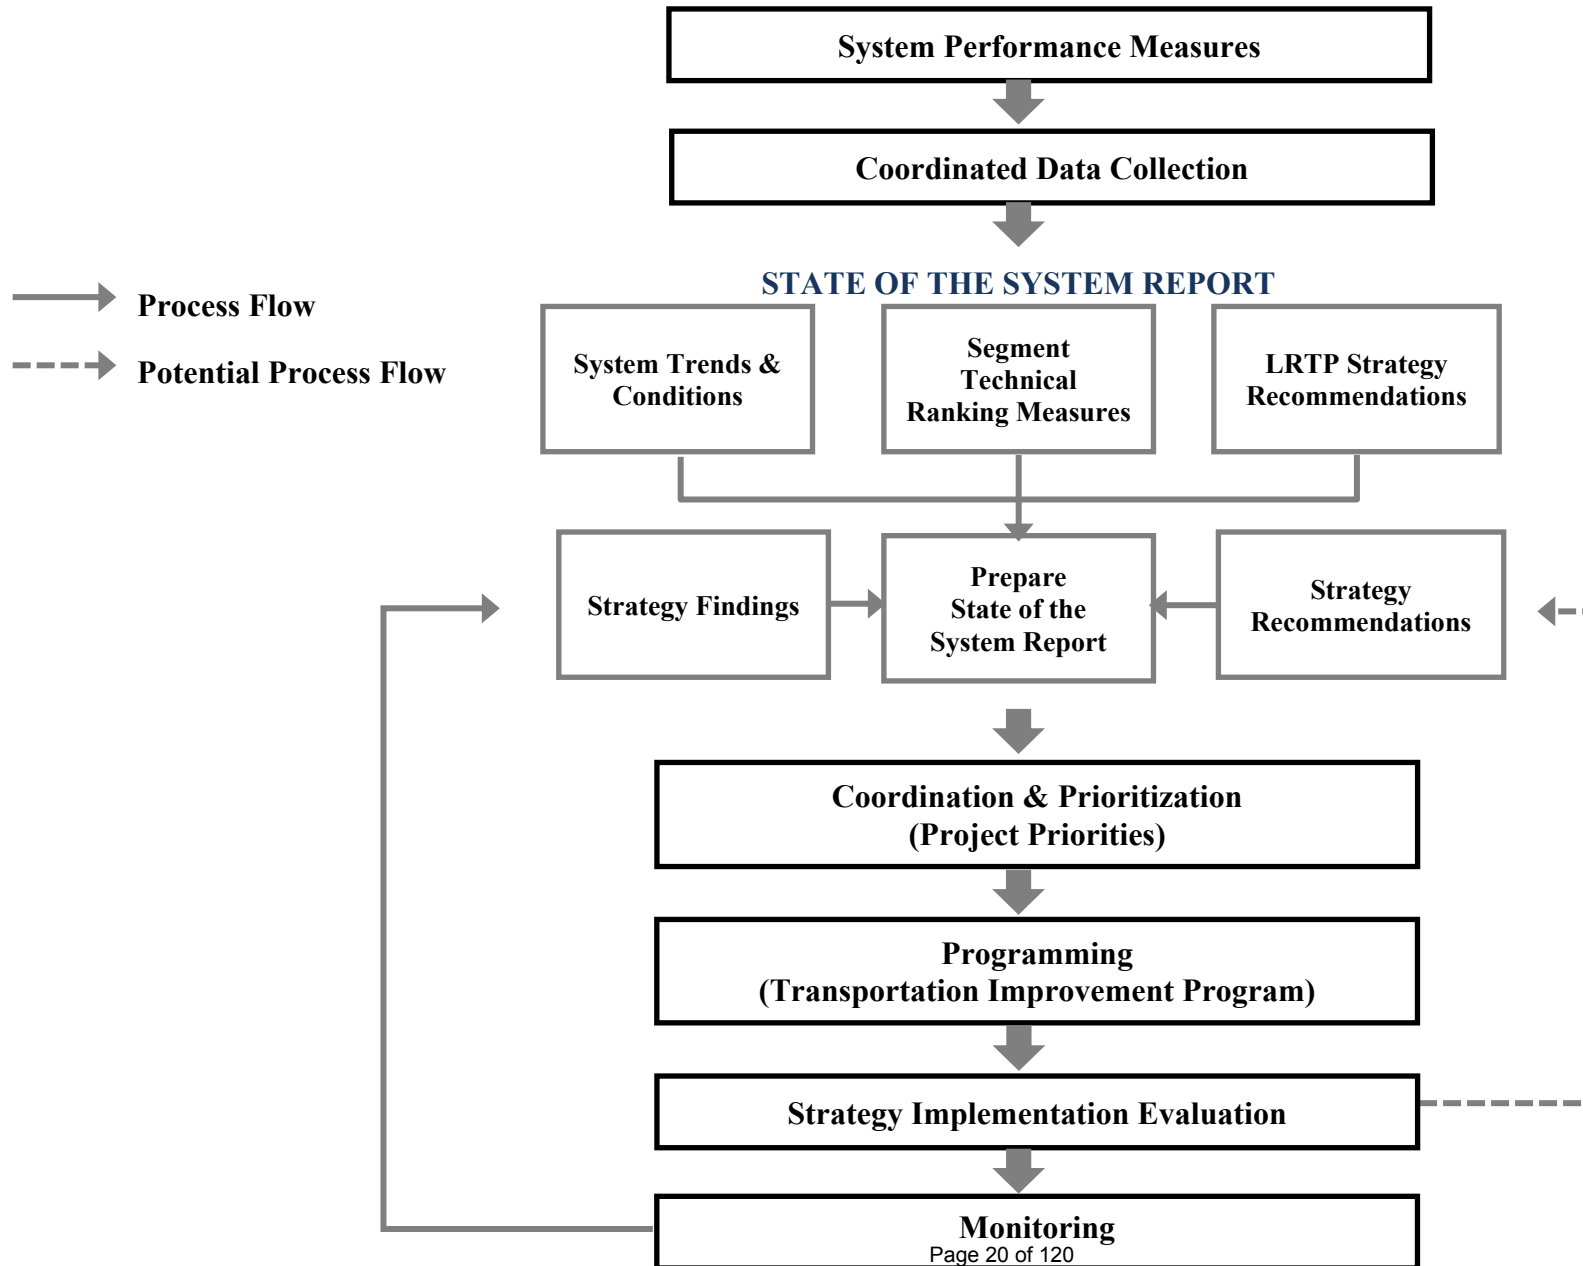 System Performance Measures
Coordinated Data Collection
STATE OF THE SYSTEM REPORT
Process Flow
Potential Process Flow
System Trends &
Conditions
Segment
Technical
Ranking Measures
LRTP Strategy
Recommendations
Strategy Findings
Prepare
State of the
System Report
Strategy
Recommendations
Coordination & Prioritization
(Project Priorities)
Programming
(Transportation Improvement Program)
Strategy Implementation Evaluation
Monitoring
Page 20 of 120